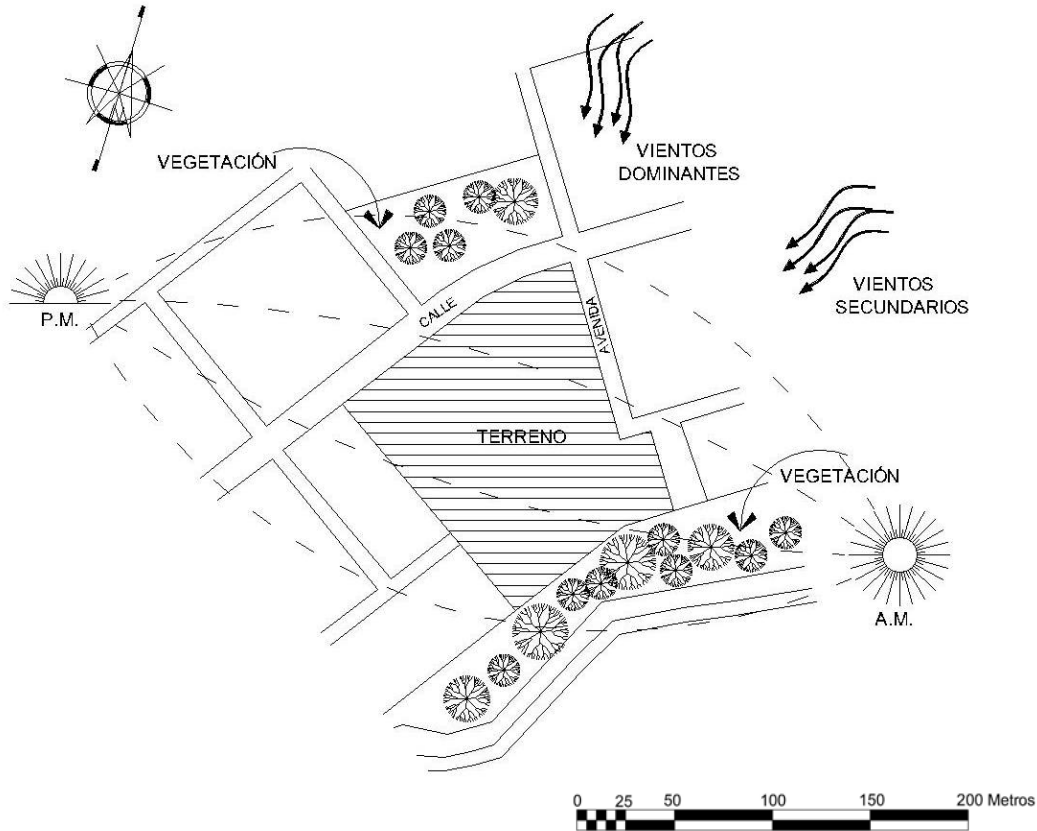 VEGETACIÓN
VIENTOS
DOMINANTES
VIENTOS
SECUNDARIOS
P.M.
CALLE
AVENIDA
TERRENO
VEGETACIÓN
A.M.
0 25 50 100 150 200 Metros